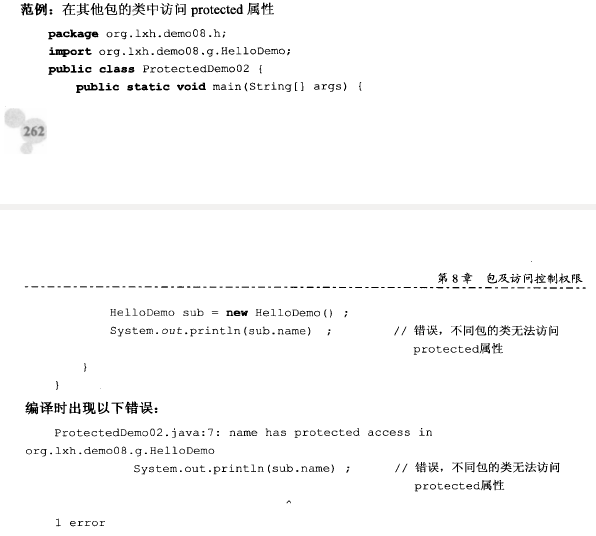 范例：在其他包的类中访问 protected 属性
package org.lxh.demo08.h;
import org.lxh.demo08.g.HelloDemo;
public class ProtectedDemo02 {
public static void main(String[] args) {
262
第 8 章 包及访问控制权限
HelloDemo sub = new HelloDemo() ;
System.out.println(sub.name) ; // 错误，不同包的类无法访问
protected属性
}
}
编译时出现以下错误：
ProtectedDemo02.java:7: name has protected access in
org.lxh.demo08.g.HelloDemo
System.out.println(sub.name) ; // 错误，不同包的类无法访问
protected属性
^
1 error